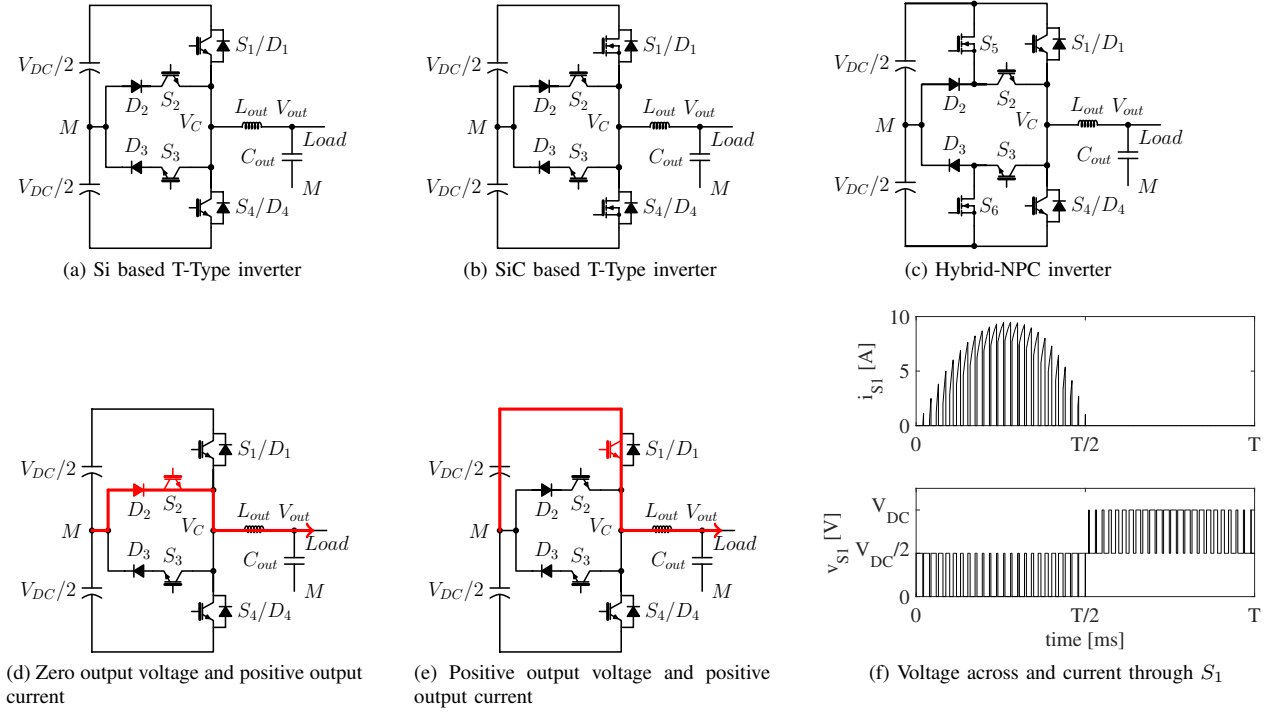 V_DC/2
S_1/D_1
D_2
S_2
L_out
V_out
M
V_C
D_3
S_3
Load
C_out
V_DC/2
M
S_4/D_4
(a) Si based T-Type inverter
V_DC/2
S_1/D_1
D_2
S_2
L_out
V_out
M
V_C
D_3
S_3
Load
C_out
V_DC/2
M
S_4/D_4
(b) SiC based T-Type inverter
V_DC/2
S_5
S_1/D_1
D_2
S_2
L_out
V_out
M
V_C
D_3
S_3
Load
C_out
V_DC/2
M
S_6
S_4/D_4
(c) Hybrid-NPC inverter
V_DC/2
S_1/D_1
D_2
S_2
L_out
V_out
M
V_C
D_3
S_3
Load
C_out
V_DC/2
M
S_4/D_4
(d) Zero output voltage and positive output
current
V_DC/2
S_1/D_1
D_2
S_2
L_out
V_out
M
V_C
D_3
S_3
Load
C_out
V_DC/2
M
S_4/D_4
(e) Positive output voltage and positive
output current
10
5
0
i_S1 [A]
0
T/2
T
V_DC
V_DC/2
0
v_S1 [V]
0
T/2
T
time [ms]
(f) Voltage across and current through S_1